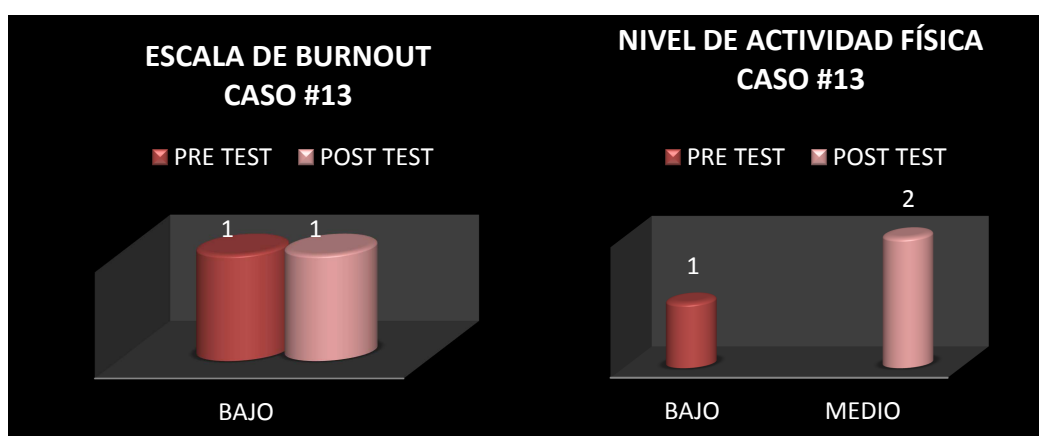 ESCALA DE BURNOUT
CASO #13
PRE TEST POST TEST
1 1
BAJO
NIVEL DE ACTIVIDAD FÍSICA
CASO #13
PRE TEST POST TEST
2
1
BAJO MEDIO